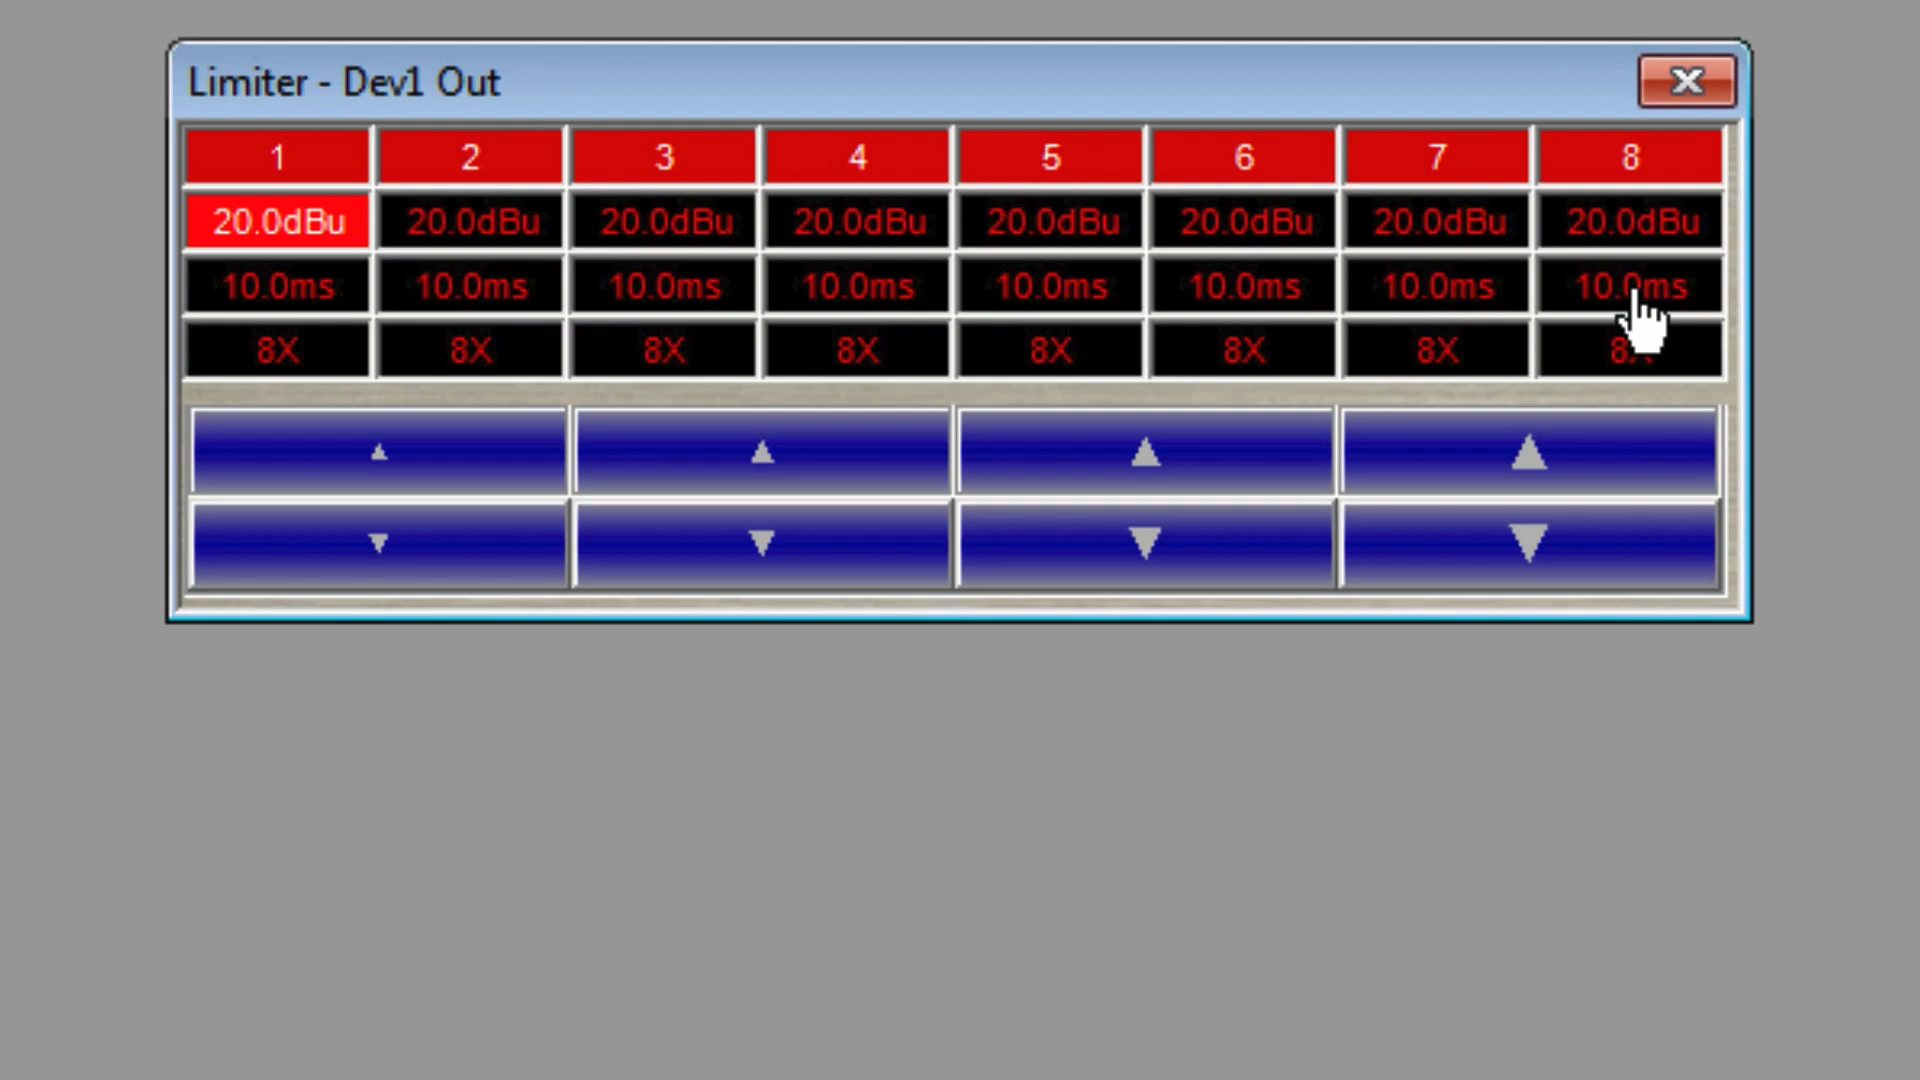 Limiter - Dev1 Out
1 2 3 4 5 6 7 8
20.0dBu 20.0dBu 20.0dBu 20.0dBu 20.0dBu 20.0dBu 20.0dBu 20.0dBu
10.0ms 10.0ms 10.0ms 10.0ms 10.0ms 10.0ms 10.0ms 10.0ms
8X 8X 8X 8X 8X 8X 8X 8X